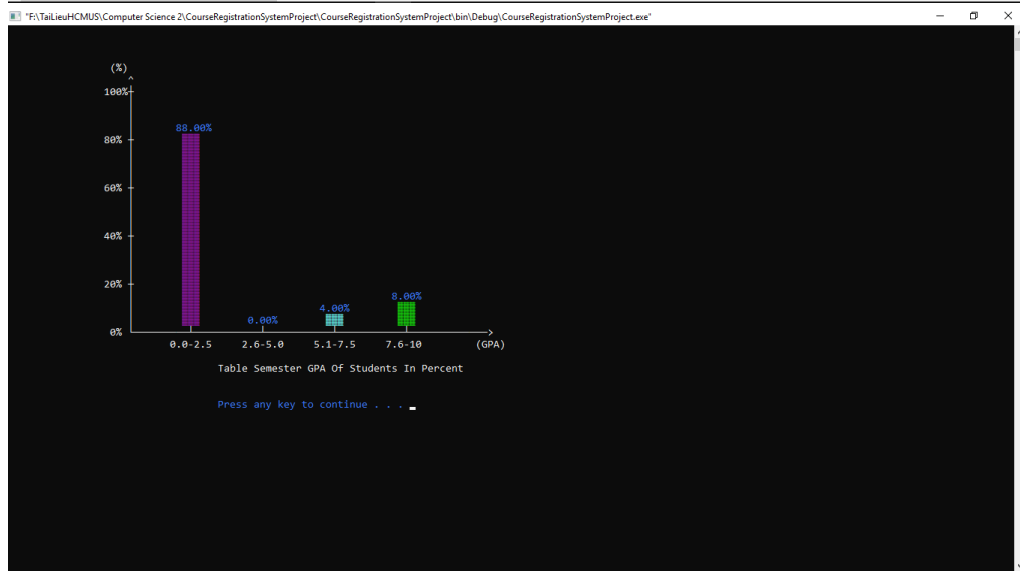 "F:\TaiLieuHCMUS\Computer Science 2\CourseRegistrationSystemProject\CourseRegistrationSystemProject\bin\Debug\CourseRegistrationSystemProject.exe"
(%)
100%
88.00%
80%
60%
40%
20%
8.00%
4.00%
0.00%
0%
0.0-2.5 2.6-5.0 5.1-7.5 7.6-10 (GPA)
Table Semester GPA Of Students In Percent
Press any key to continue . . .